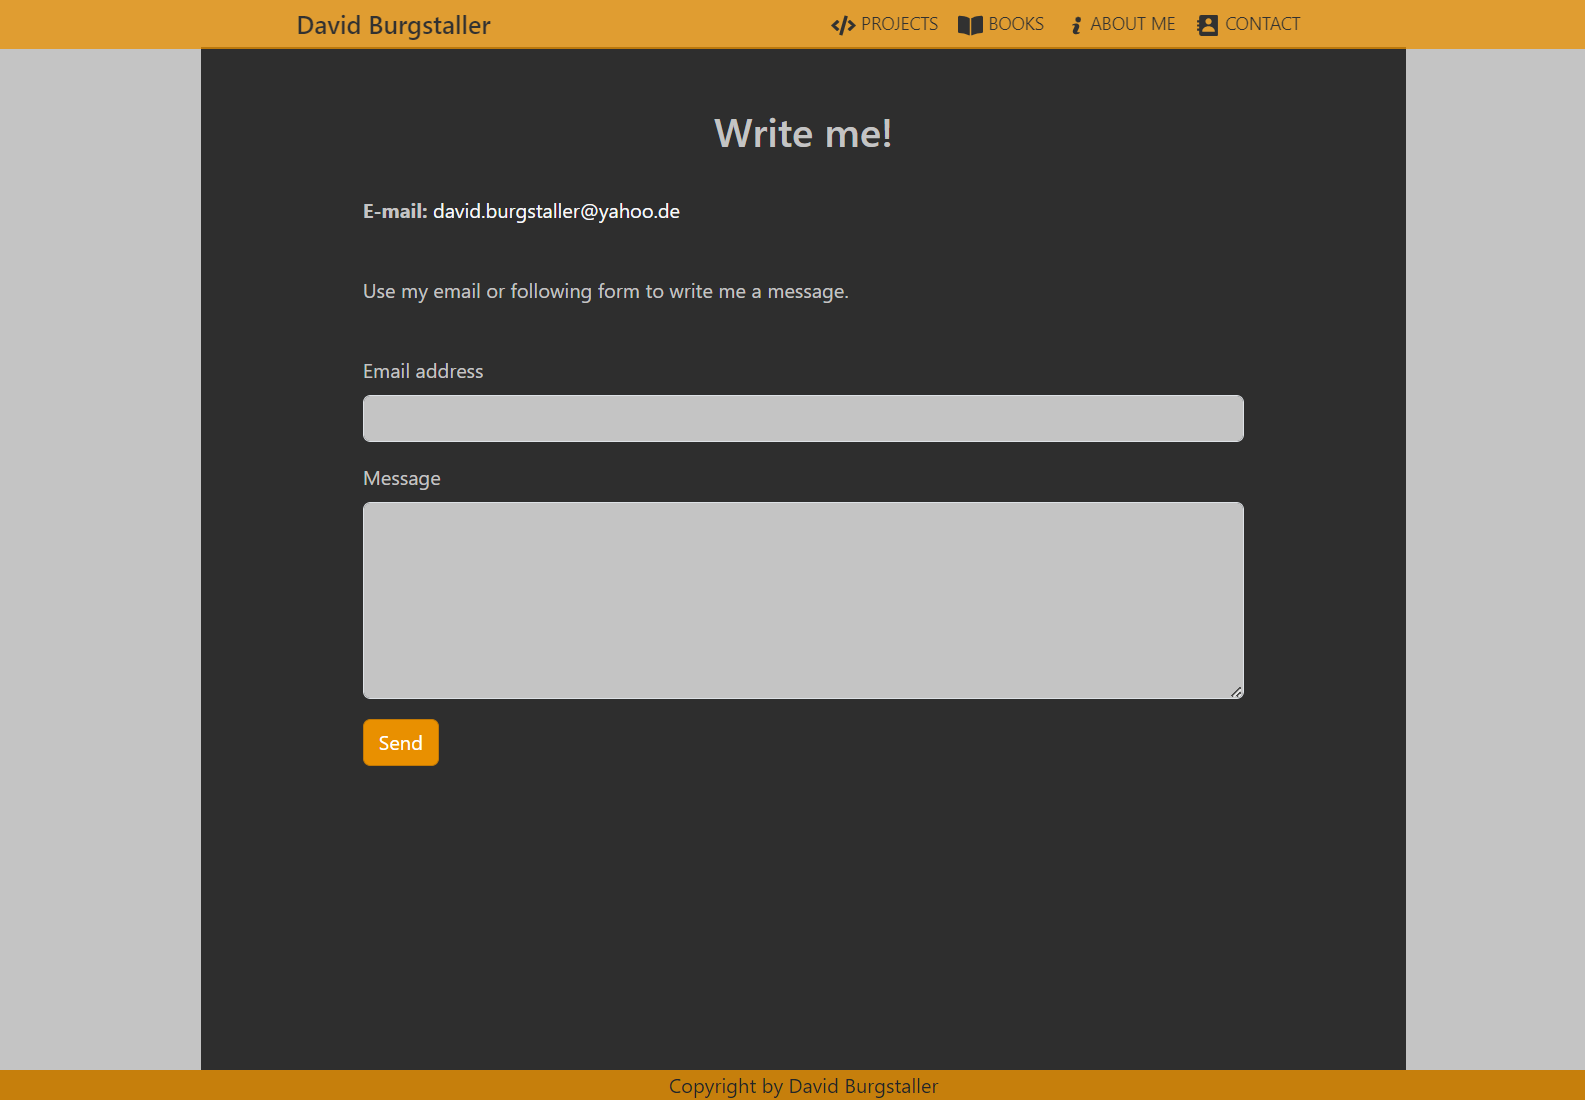 David Burgstaller
PROJECTS
BOOKS
ABOUT ME
CONTACT
Write me!
E-mail: david.burgstaller@yahoo.de
Use my email or following form to write me a message.
Email address
Message
Send
Copyright by David Burgstaller